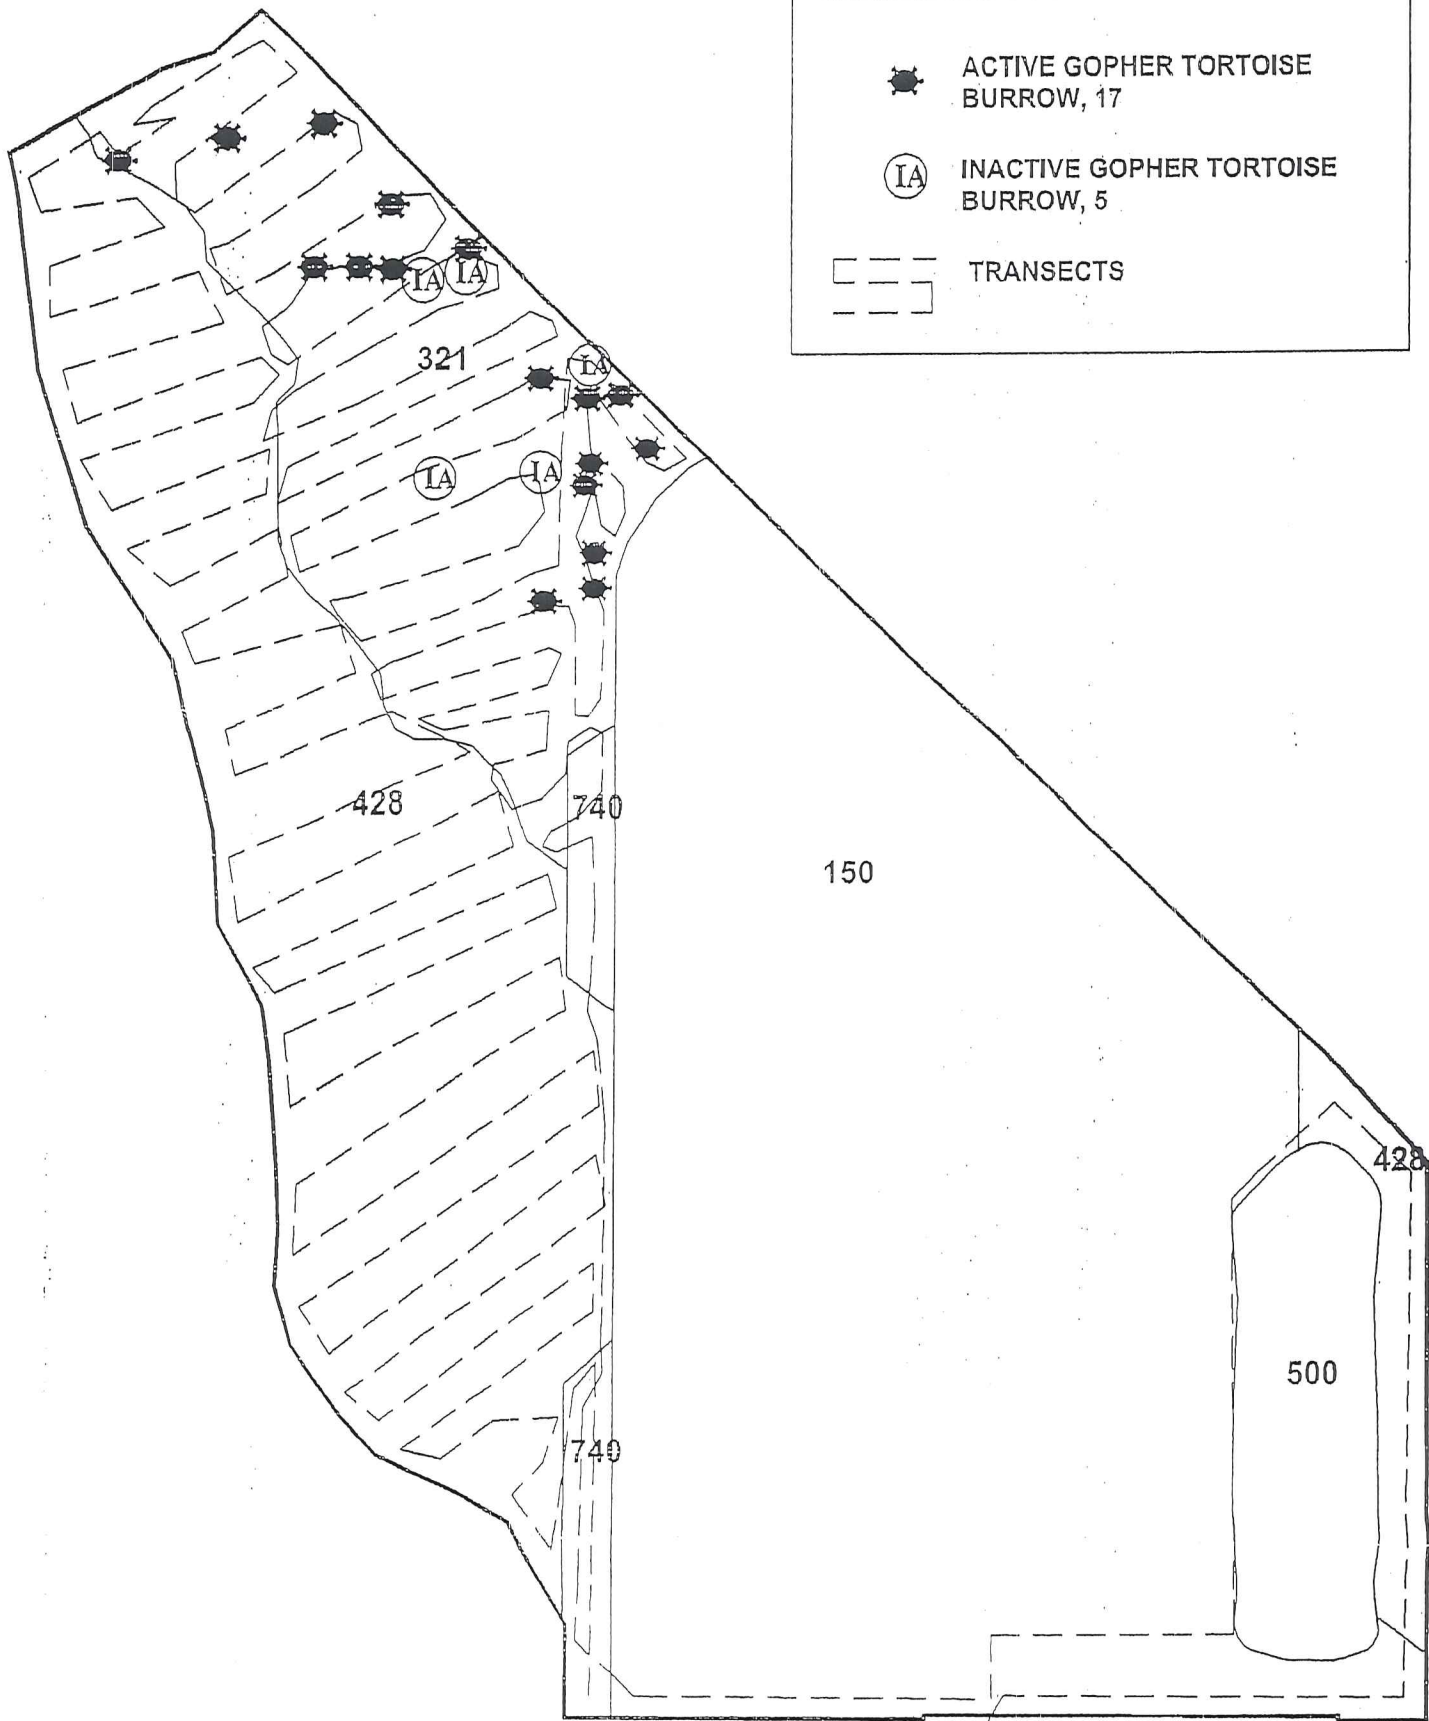 ACTIVE GOPHER TORTOISE
BURROW, 17
IA
INACTIVE GOPHER TORTOISE
BURROW, 5
TRANSECTS
IA
IA
321
IA
IA
IA
428
740
150
428
500
740